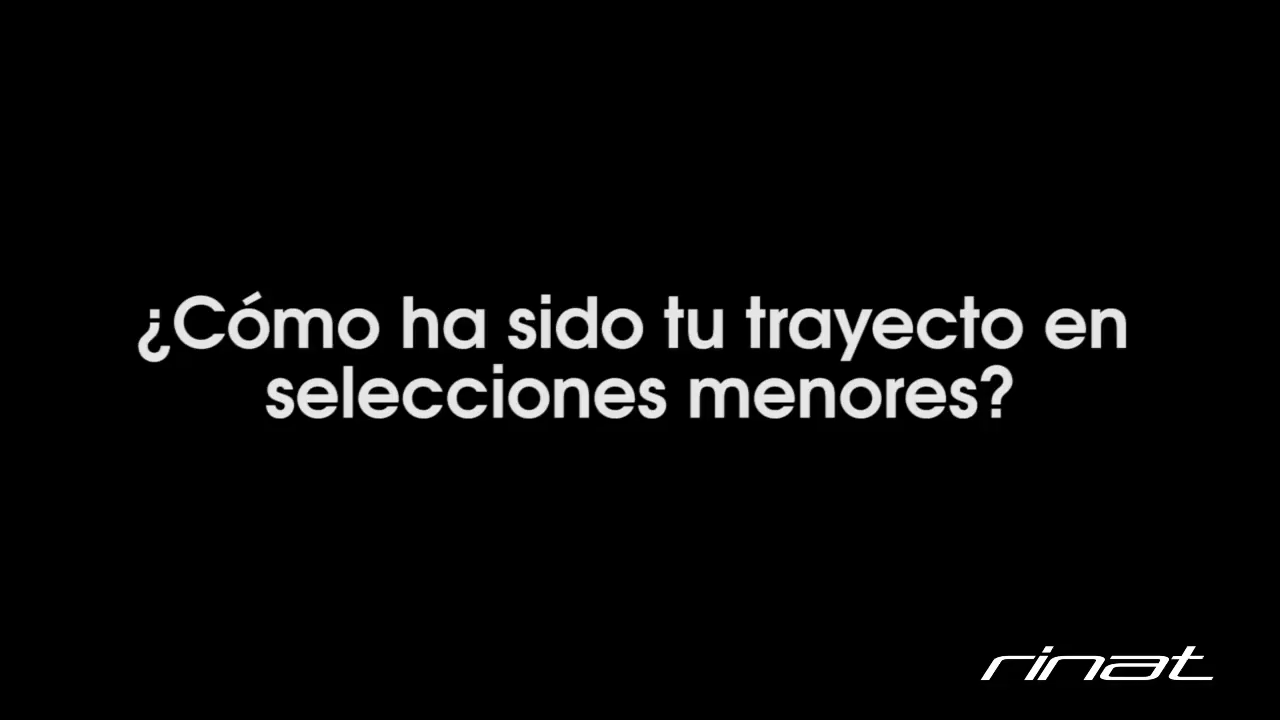 ¿Cómo ha sido tu trayecto en
selecciones menores?
rinat